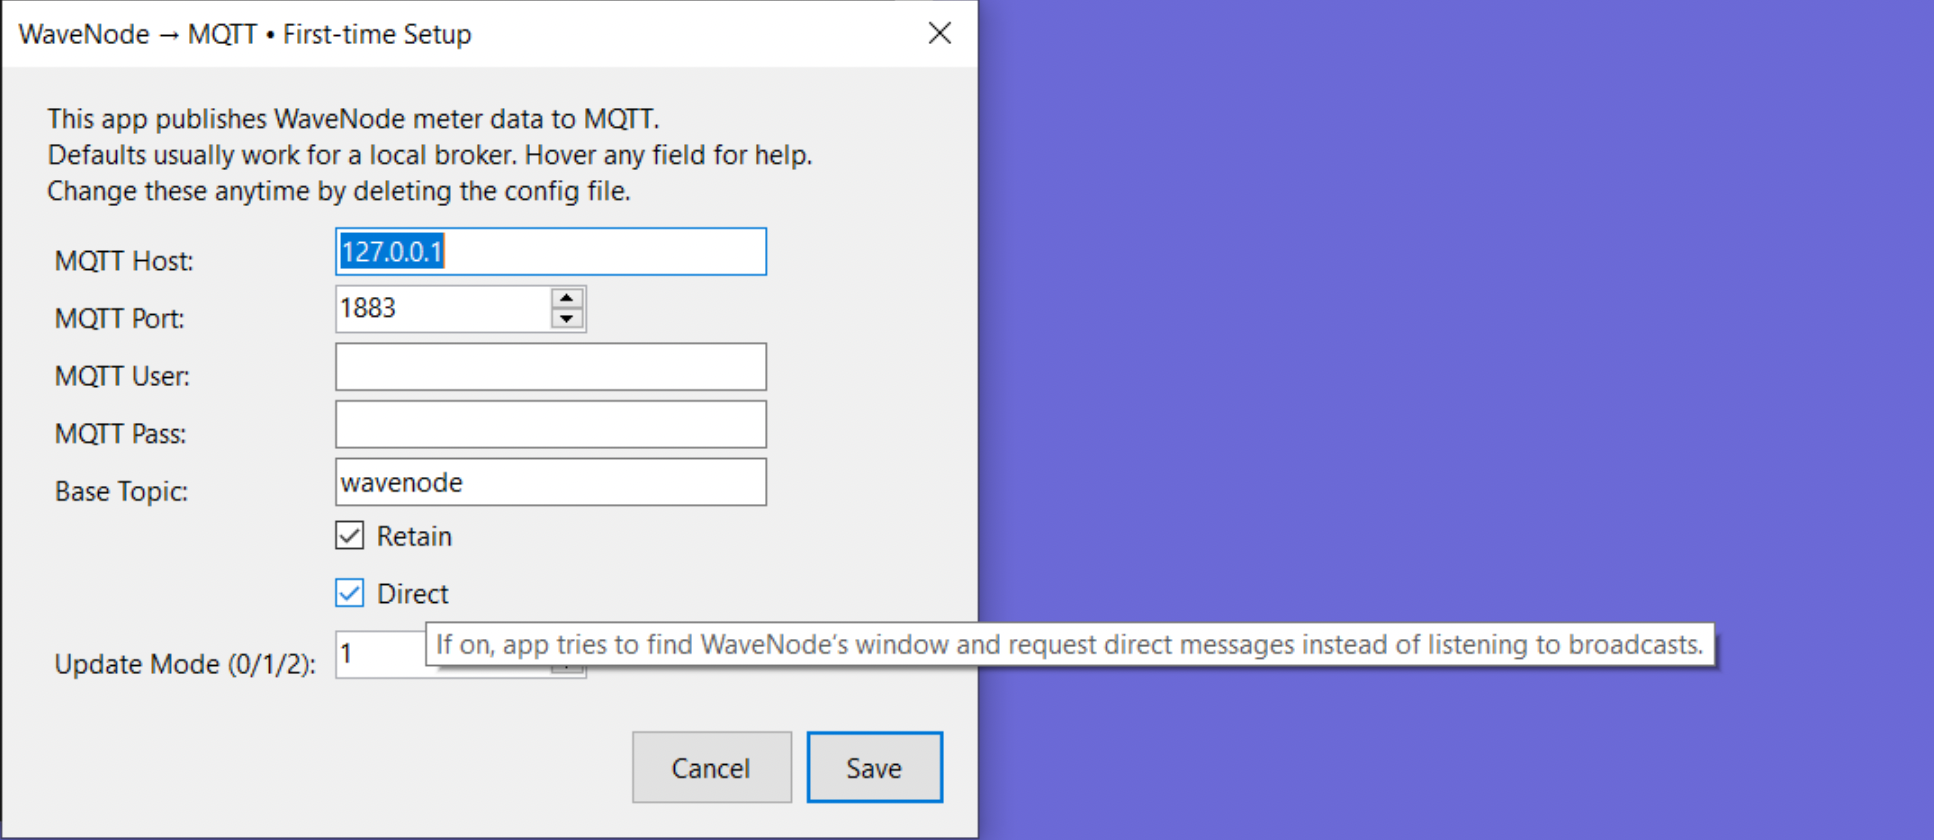 WaveNode → MQTT • First-time Setup
This app publishes WaveNode meter data to MQTT.
Defaults usually work for a local broker. Hover any field for help.
Change these anytime by deleting the config file.
MQTT Host: 127.0.0.1
MQTT Port: 1883
MQTT User:
MQTT Pass:
Base Topic: wavenode
Retain
Direct
If on, app tries to find WaveNode's window and request direct messages instead of listening to broadcasts.
Update Mode (0/1/2): 1
Cancel Save